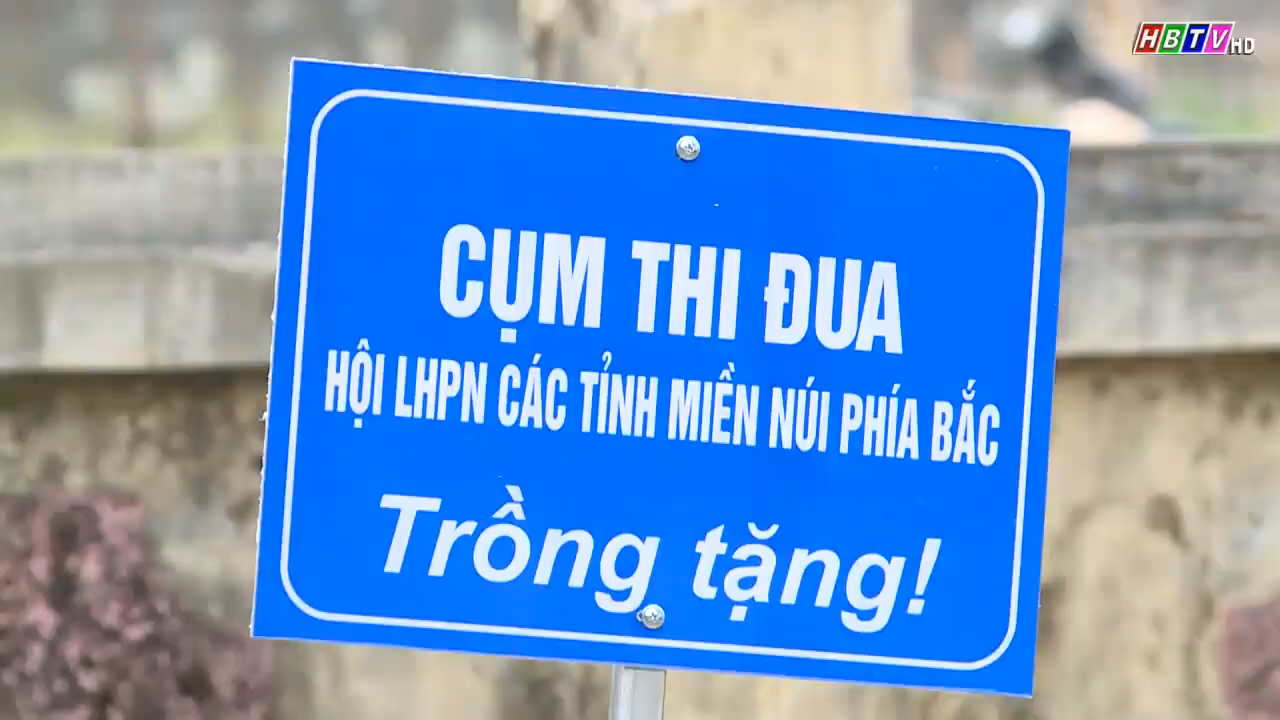 HBTV HD
CỤM THI ĐUA
HỘI LHPN CÁC TỈNH MIỀN NÚI PHÍA BẮC
Trồng tặng!